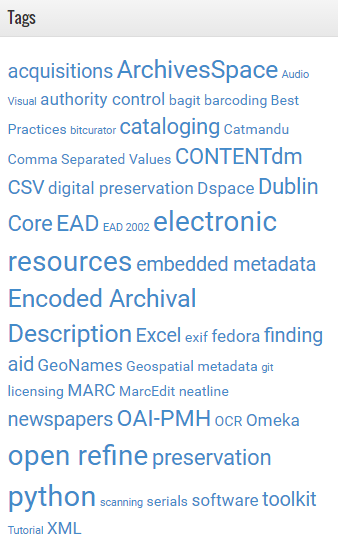 Tags
acquisitions ArchivesSpace Audio
Visual authority control bagit barcoding Best
Practices bitcurator cataloging Catmandu
Comma Separated Values CONTENTdm
CSV digital preservation Dspace Dublin
Core EAD EAD 2002 electronic
resources embedded metadata
Encoded Archival
Description Excel exif fedora finding
aid GeoNames Geospatial metadata git
licensing MARC MarcEdit neatline
newspapers OAI-PMH OCR Omeka
open refine preservation
python scanning serials software toolkit
Tutorial XML